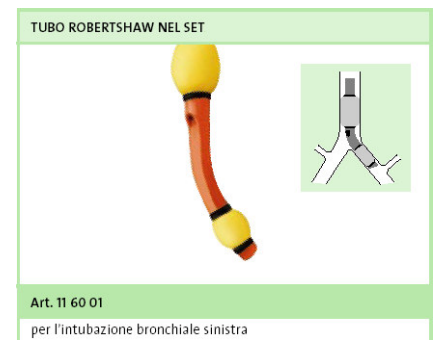 TUBO ROBERTSHAW NEL SET
Art. 11 60 01
per l'intubazione bronchiale sinistra